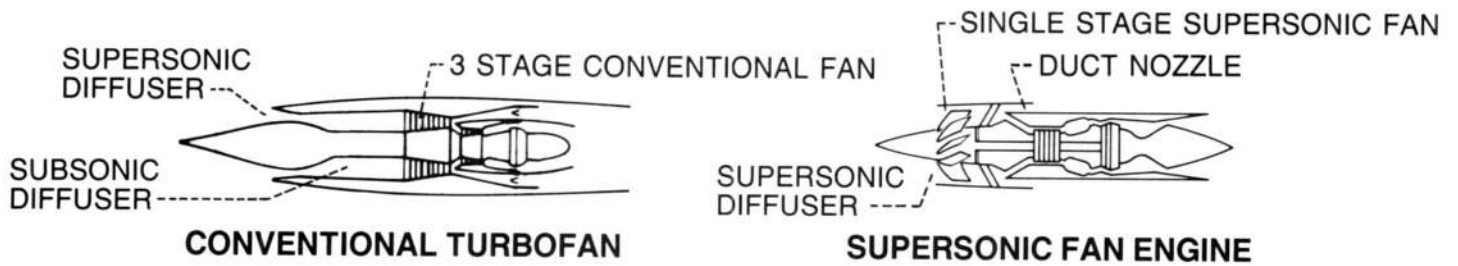 SUPERSONIC
DIFFUSER
3 STAGE CONVENTIONAL FAN
SUBSONIC
DIFFUSER
CONVENTIONAL TURBOFAN
SINGLE STAGE SUPERSONIC FAN
DUCT NOZZLE
SUPERSONIC
DIFFUSER
SUPERSONIC FAN ENGINE